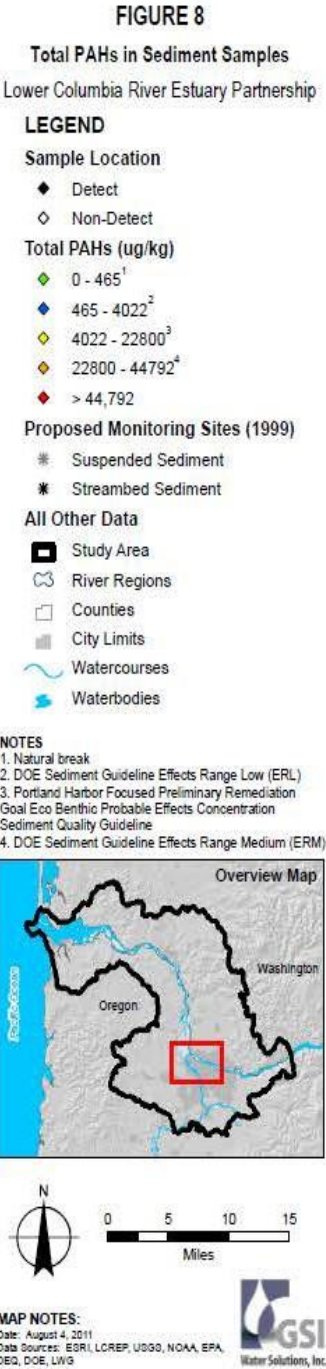 FIGURE 8
Total PAHs in Sediment Samples
Lower Columbia River Estuary Partnership
LEGEND
Sample Location
Detect
Non-Detect
Total PAHs (ug/kg)
0 - 465¹
465 - 4022²
4022 - 22800³
22800 - 44792⁴
> 44,792
Proposed Monitoring Sites (1999)
Suspended Sediment
Streambed Sediment
All Other Data
Study Area
River Regions
Counties
City Limits
Watercourses
Waterbodies
NOTES
1. Natural break
2. DOE Sediment Guideline Effects Range Low (ERL)
3. Portland Harbor Focused Preliminary Remediation
Goal Eco Benthic Probable Effects Concentration
Sediment Quality Guideline
4. DOE Sediment Guideline Effects Range Medium (ERM)
Overview Map
Washington
Oregon
Pacific Ocean
N
0 5 10 15
Miles
MAP NOTES:
Date: August 4, 2011
Data Sources: ESRI, LCREP, USGS, NOAA, EPA,
DEQ, DOE, LWG
GSI
Water Solutions, Inc